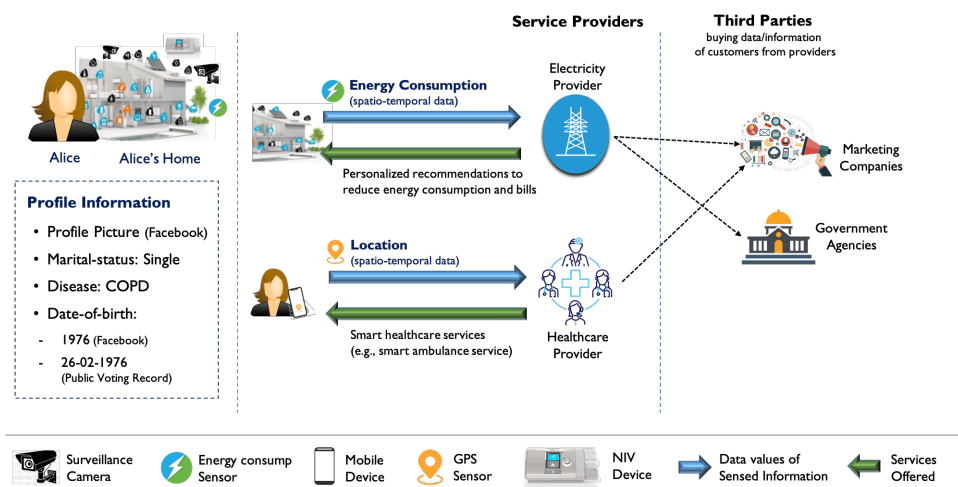 Service Providers
Third Parties
buying data/information
of customers from providers
Alice
Alice's Home
Profile Information
• Profile Picture (Facebook)
• Marital-status: Single
• Disease: COPD
• Date-of-birth:
- 1976 (Facebook)
- 26-02-1976
(Public Voting Record)
Energy Consumption
(spatio-temporal data)
Personalized recommendations to
reduce energy consumption and bills
Electricity
Provider
Location
(spatio-temporal data)
Smart healthcare services
(e.g., smart ambulance service)
Healthcare
Provider
Marketing
Companies
Government
Agencies
Surveillance
Camera
Energy consump
Sensor
Mobile
Device
GPS
Sensor
NIV
Device
Data values of
Sensed Information
Services
Offered